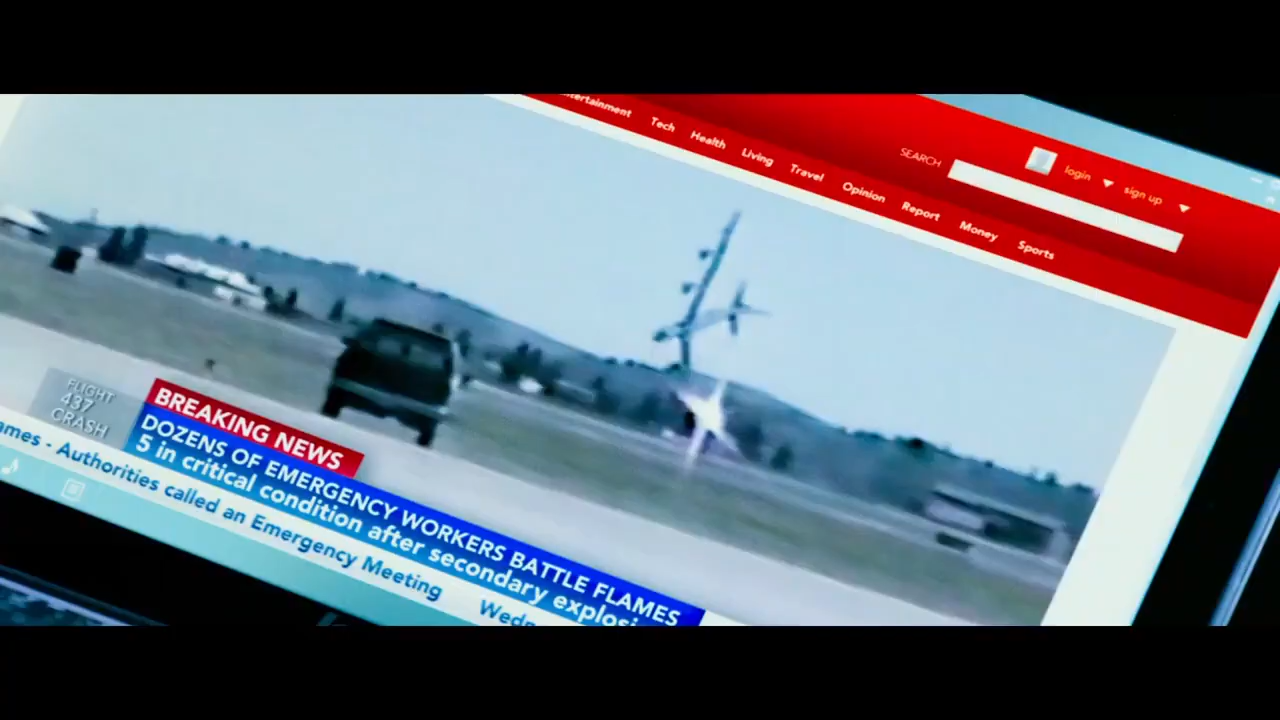 Tech Health Living Travel Opinion Report Money Sports
SEARCH
login
sign up
FLIGHT
437
CRASH
BREAKING NEWS
DOZENS OF EMERGENCY WORKERS BATTLE FLAMES
5 in critical condition after secondary
- Authorities called an Emergency Meeting